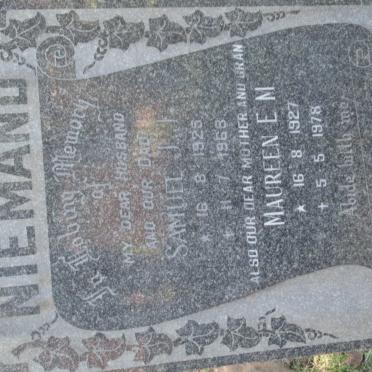 NIEMAND
In Loving Memory
of
MY DEAR HUSBAND
AND OUR DAD
SAMUEL J. I.
★ 16 8 1925
+ 11 7 1968
ALSO OUR DEAR MOTHER AND GRAN
MAUREEN E. M.
★ 16 8 1927
+ 5 5 1978
Abide with me